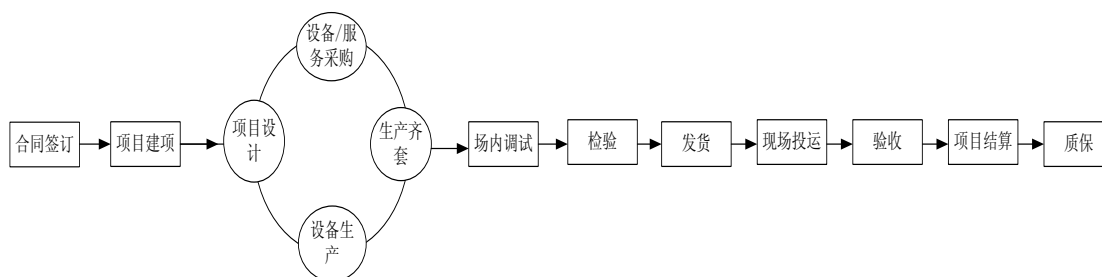 合同签订
项目建项
项目设
计
设备/服
务采购
设备生
产
生产齐
套
场内调试
检验
发货
现场投运
验收
项目结算
质保